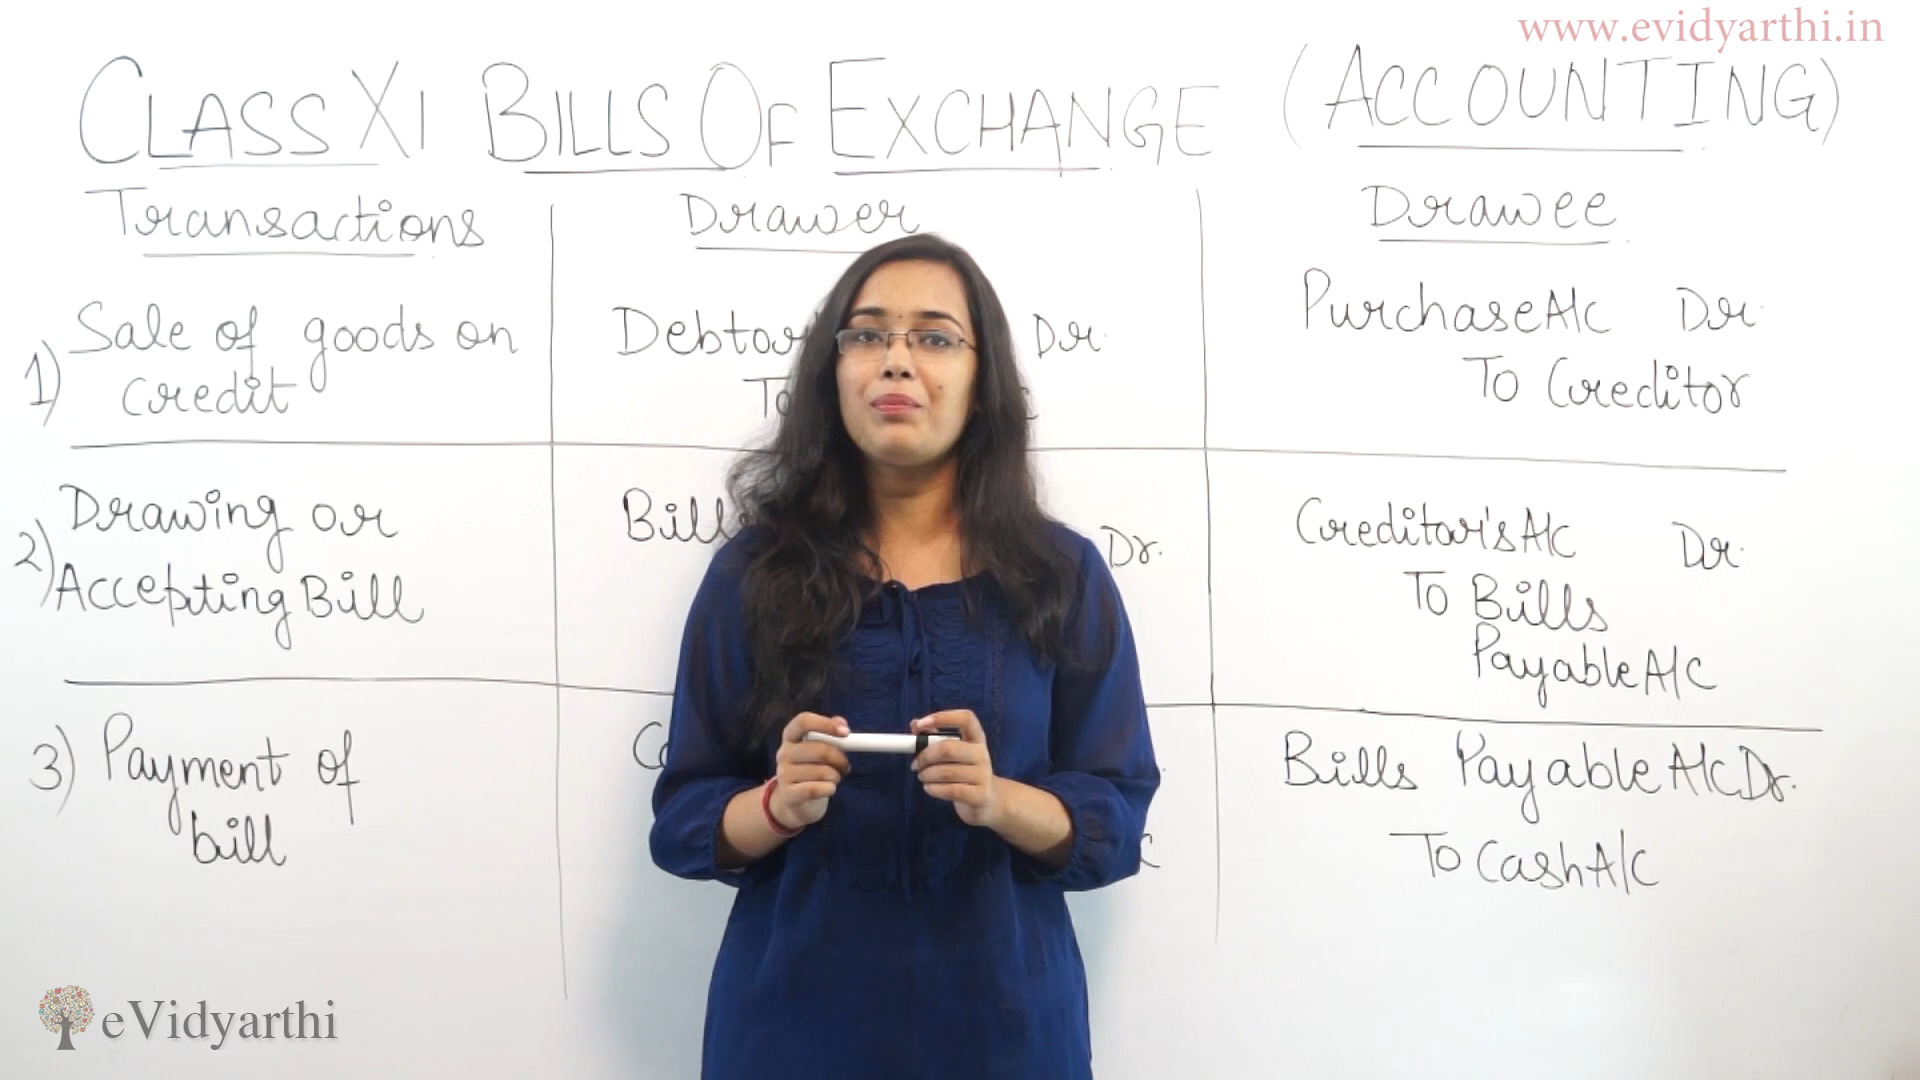 www.evidyarthi.in
CLASS XI BILLS OF EXCHANGE (ACCOUNTING)
Transactions
Drawer
Drawee
1) Sale of goods on
credit
Dr.
To
Purchase A/c Dr.
To Creditor
2) Drawing or
Accepting Bill
Dr.
Creditor's A/c Dr.
To Bills
Payable A/c
3) Payment of
bill
Bills Payable A/c Dr.
To Cash A/c
eVidyarthi